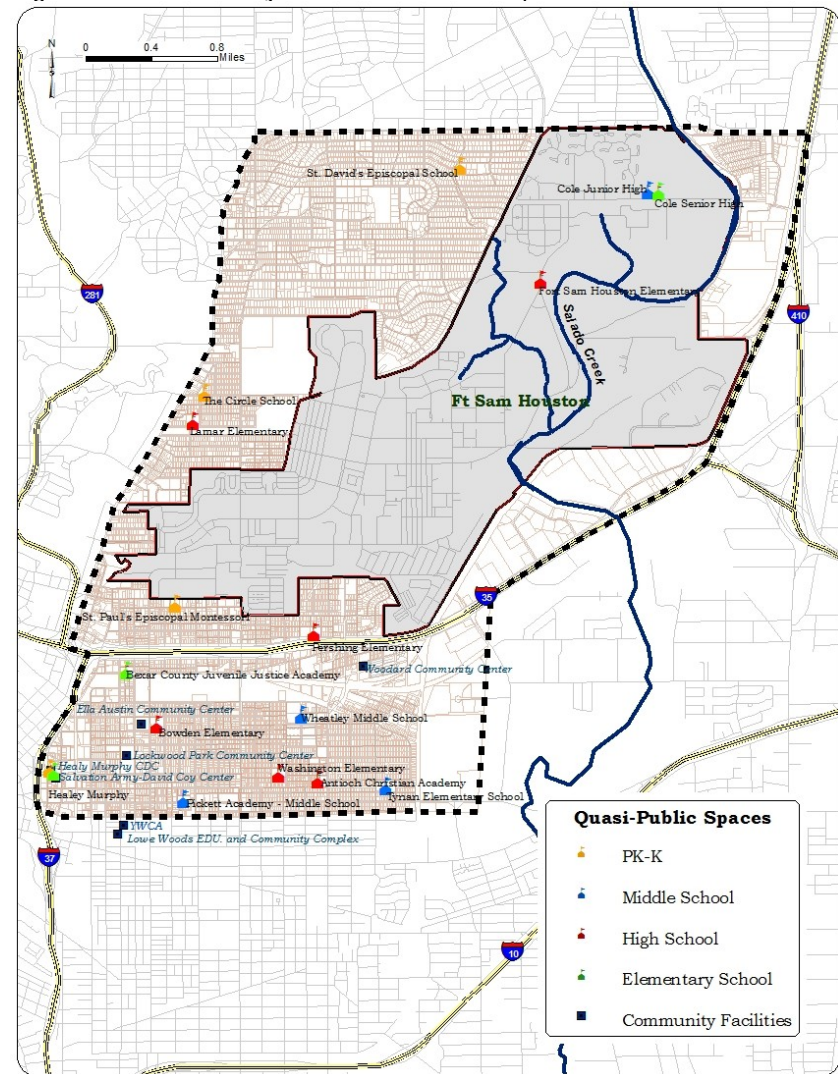 N
0 0.4 0.8
Miles
St. David's Episcopal School
Cole Junior High
Cole Senior High
281
Fort Sam Houston Elementary
410
Salado Creek
The Circle School
Ft Sam Houston
Lamar Elementary
35
St. Paul's Episcopal Montessori
Pershing Elementary
Woodard Community Center
Bexar County Juvenile Justice Academy
Ella Austin Community Center
Wheatley Middle School
Bowden Elementary
Lockwood Park Community Center
Healy Murphy CDC
Washington Elementary
Salvation Army-David Coy Center
Antioch Christian Academy
Healey Murphy
Tynan Elementary School
Pickett Academy - Middle School
YWCA
Lowe Woods EDU. and Community Complex
37
10
Quasi-Public Spaces
PK-K
Middle School
High School
Elementary School
Community Facilities